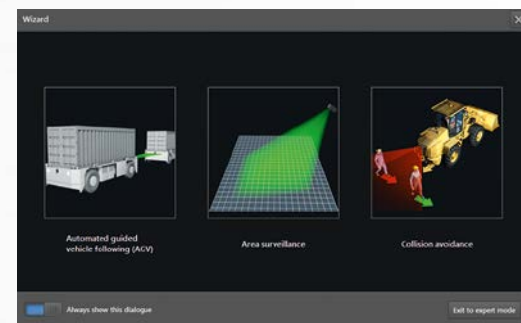 Wizard
Automated guided
vehicle following (AGV)
Area surveillance
Collision avoidance
Always show this dialogue
Exit to expert mode